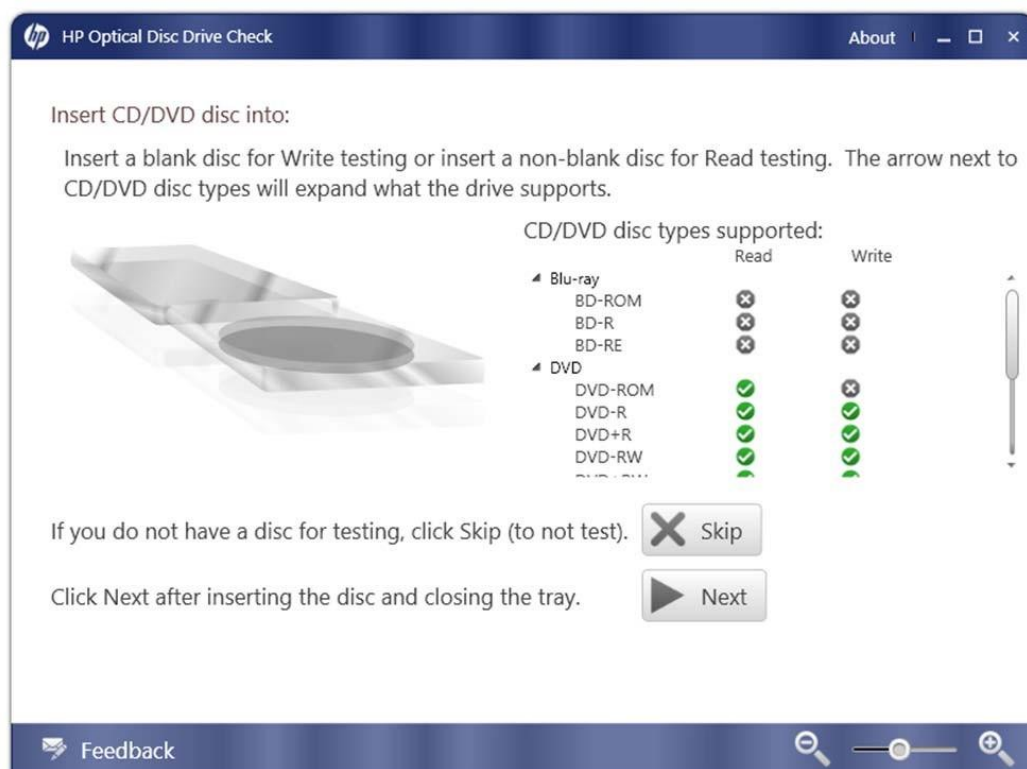 hp HP Optical Disc Drive Check About
Insert CD/DVD disc into:
Insert a blank disc for Write testing or insert a non-blank disc for Read testing. The arrow next to
CD/DVD disc types will expand what the drive supports.
CD/DVD disc types supported:
Read Write
Blu-ray
BD-ROM
BD-R
BD-RE
DVD
DVD-ROM
DVD-R
DVD+R
DVD-RW
If you do not have a disc for testing, click Skip (to not test). Skip
Click Next after inserting the disc and closing the tray. Next
Feedback